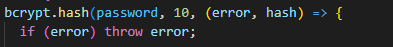 bcrypt.hash(password, 10, (error, hash) => {
if (error) throw error;